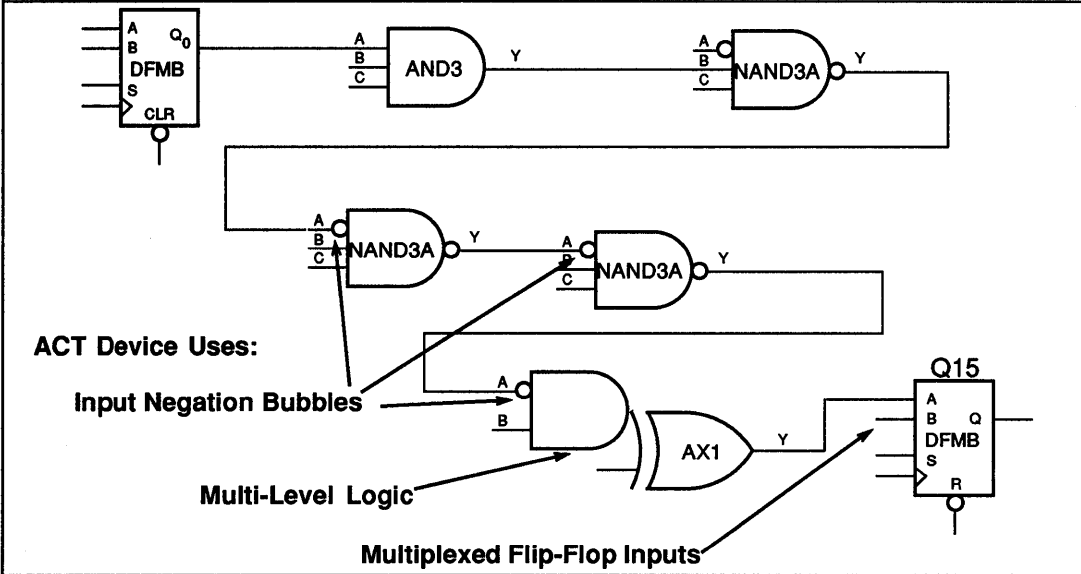 A
B
Q0
DFMB
S
CLR
A
B
C
AND3
Y
A
B
C
NAND3A
Y
A
B
C
NAND3A
Y
A
B
C
NAND3A
Y
ACT Device Uses:
Input Negation Bubbles
A
B
AX1
Y
Multi-Level Logic
Q15
A
B
Q
DFMB
S
R
Multiplexed Flip-Flop Inputs